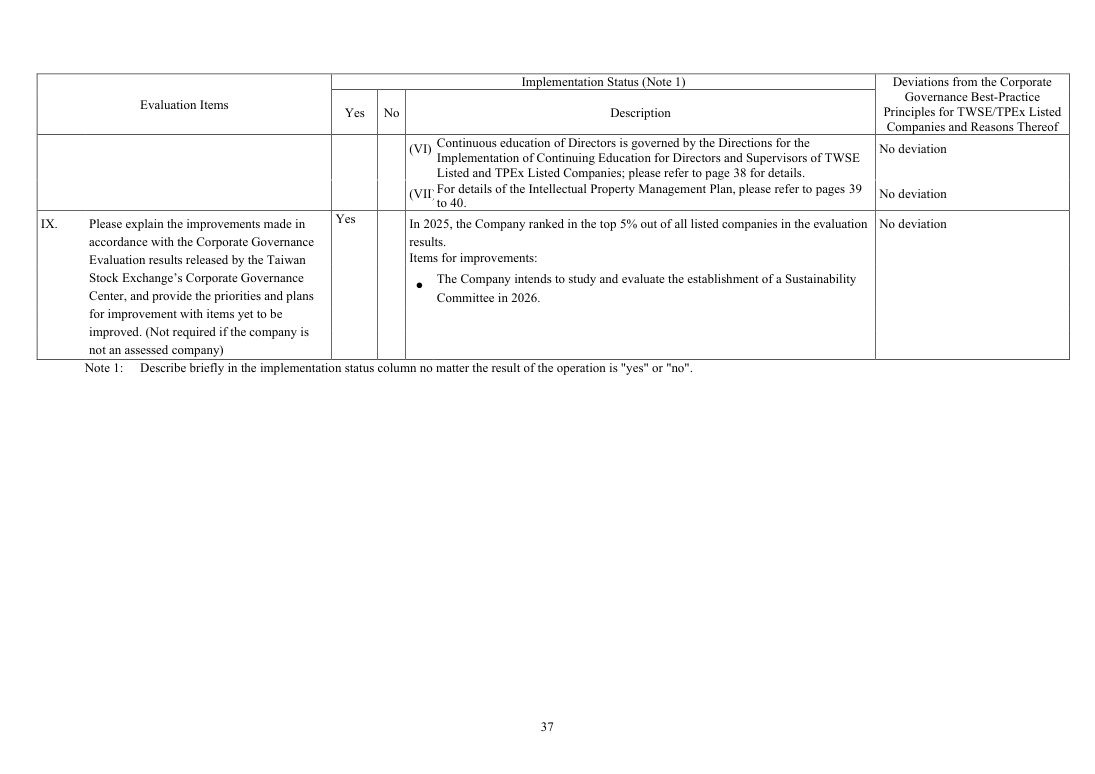 Evaluation Items
Implementation Status (Note 1)
Deviations from the Corporate
Governance Best-Practice
Principles for TWSE/TPEx Listed
Companies and Reasons Thereof
Yes
No
Description
(VI) Continuous education of Directors is governed by the Directions for the
Implementation of Continuing Education for Directors and Supervisors of TWSE
Listed and TPEx Listed Companies; please refer to page 38 for details.
No deviation
(VII For details of the Intellectual Property Management Plan, please refer to pages 39
to 40.
No deviation
IX. Please explain the improvements made in
accordance with the Corporate Governance
Evaluation results released by the Taiwan
Stock Exchange’s Corporate Governance
Center, and provide the priorities and plans
for improvement with items yet to be
improved. (Not required if the company is
not an assessed company)
Yes
In 2025, the Company ranked in the top 5% out of all listed companies in the evaluation
results.
Items for improvements:
● The Company intends to study and evaluate the establishment of a Sustainability
Committee in 2026.
No deviation
Note 1: Describe briefly in the implementation status column no matter the result of the operation is "yes" or "no".
37